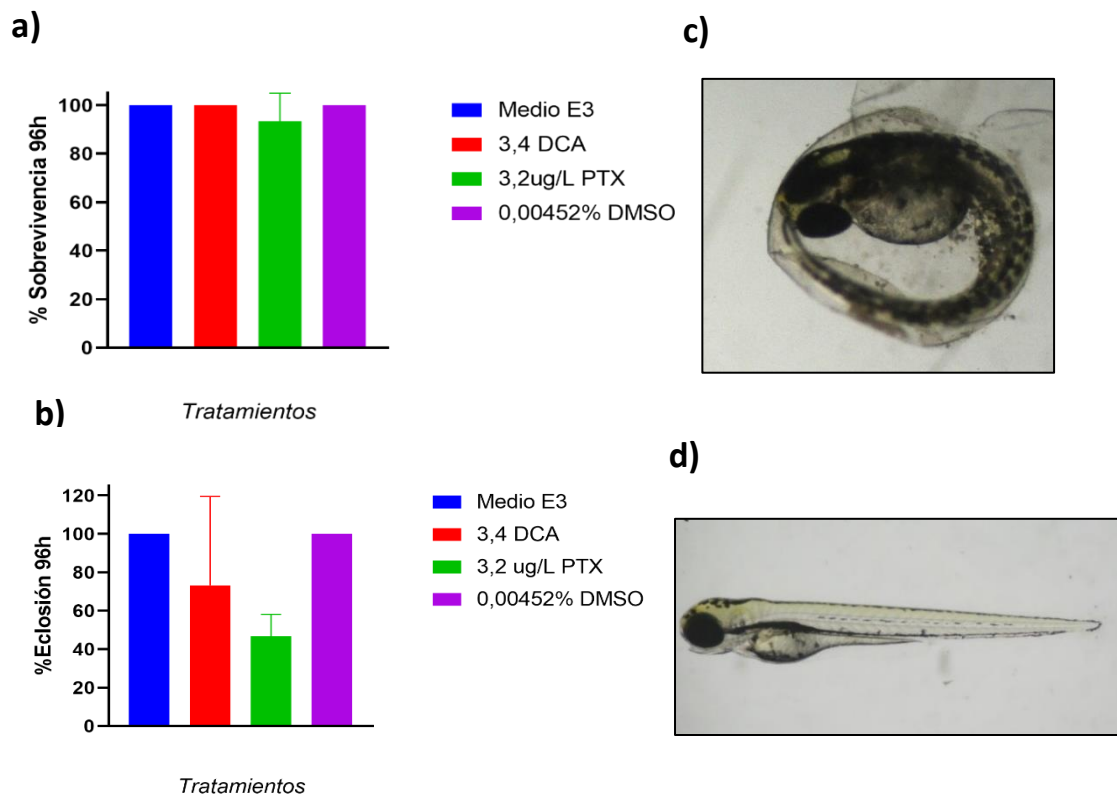 a)
% Sobrevivencia 96h
100
80
60
40
20
0
Tratamientos
Medio E3
3,4 DCA
3,2ug/L PTX
0,00452% DMSO
b)
%Eclosión 96h
120
100
80
60
40
20
0
Tratamientos
Medio E3
3,4 DCA
3,2 ug/L PTX
0,00452% DMSO
c)
d)